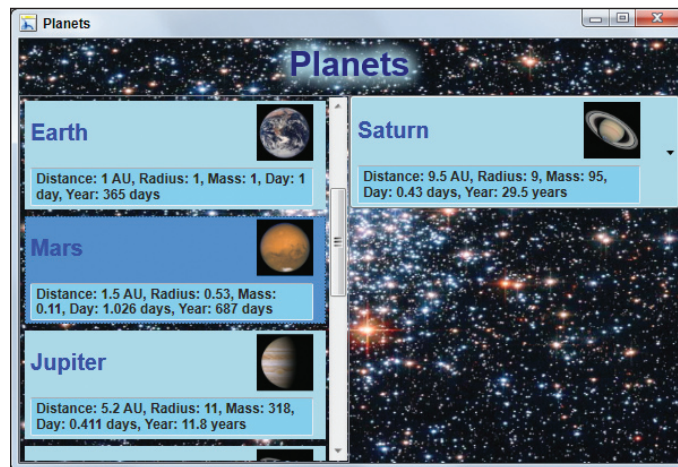 Planets
Planets
Earth
Distance: 1 AU, Radius: 1, Mass: 1, Day: 1
day, Year: 365 days
Mars
Distance: 1.5 AU, Radius: 0.53, Mass:
0.11, Day: 1.026 days, Year: 687 days
Jupiter
Distance: 5.2 AU, Radius: 11, Mass: 318,
Day: 0.411 days, Year: 11.8 years
Saturn
Distance: 9.5 AU, Radius: 9, Mass: 95,
Day: 0.43 days, Year: 29.5 years